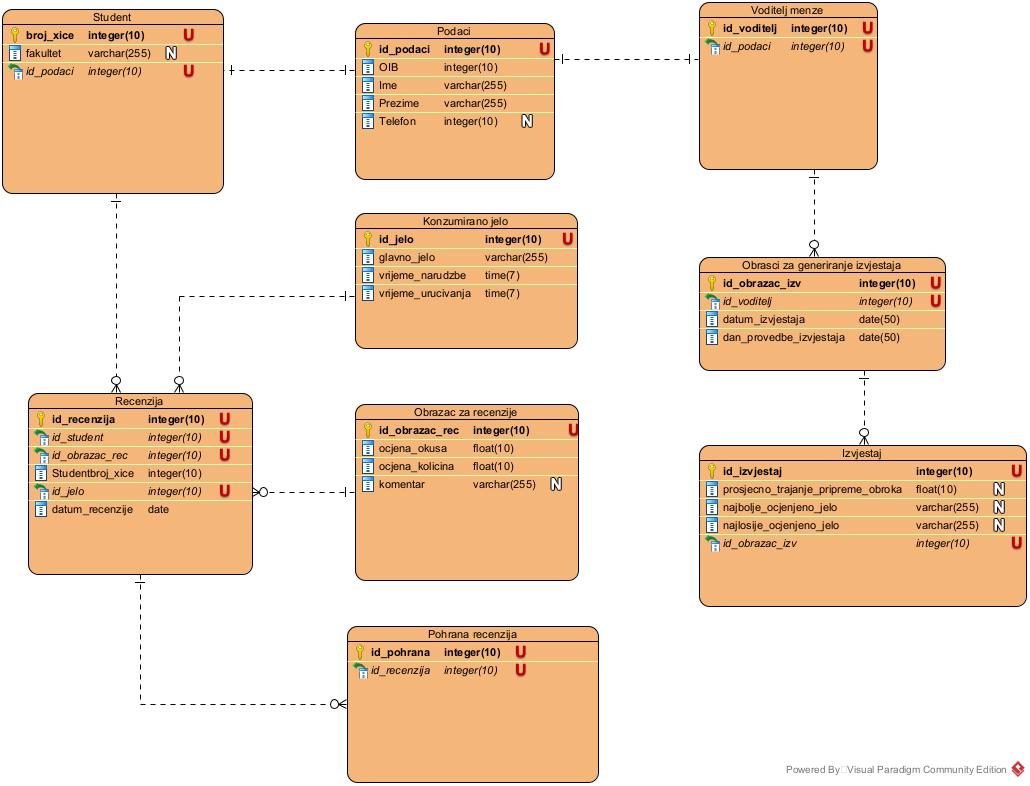 Student
broj_xice integer(10) U
fakultet varchar(255) N
id_podaci integer(10) U
Podaci
id_podaci integer(10) U
OIB integer(10)
Ime varchar(255)
Prezime varchar(255)
Telefon integer(10) N
Voditelj menze
id_voditelj integer(10) U
id_podaci integer(10) U
Konzumirano jelo
id_jelo integer(10) U
glavno_jelo varchar(255)
vrijeme_narudzbe time(7)
vrijeme_urucivanja time(7)
Obrasci za generiranje izvjestaja
id_obrazac_izv integer(10) U
id_voditelj integer(10) U
datum_izvjestaja date(50)
dan_provedbe_izvjestaja date(50)
Recenzija
id_recenzija integer(10) U
id_student integer(10) U
id_obrazac_rec integer(10) U
Studentbroj_xice integer(10)
id_jelo integer(10) U
datum_recenzije date
Obrazac za recenzije
id_obrazac_rec integer(10) U
ocjena_okusa float(10)
ocjena_kolicina float(10)
komentar varchar(255) N
Izvjestaj
id_izvjestaj integer(10) U
prosjecno_trajanje_pripreme_obroka float(10) N
najbolije_ocjenjeno_jelo varchar(255) N
najlosije_ocjenjeno_jelo varchar(255) N
id_obrazac_izv integer(10) U
Pohrana recenzija
id_pohrana integer(10) U
id_recenzija integer(10) U
Powered By Visual Paradigm Community Edition